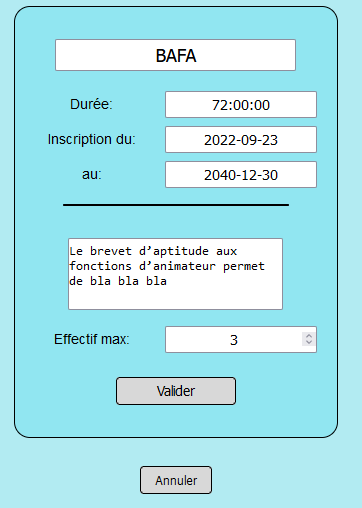 BAFA
Durée: 72:00:00
Inscription du: 2022-09-23
au: 2040-12-30
Le brevet d’aptitude aux
fonctions d’animateur permet
de bla bla bla
Effectif max: 3
Valider
Annuler